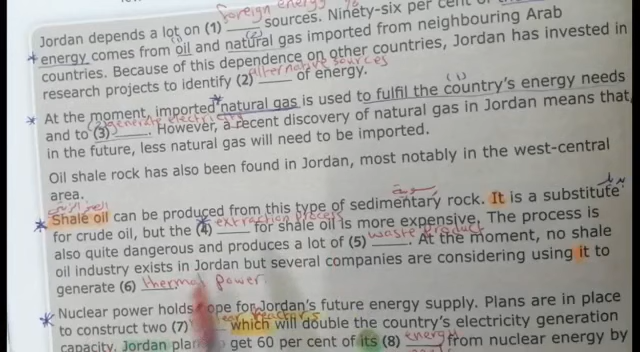 foreign energy
Jordan depends a lot on (1) ____ sources. Ninety-six per cent of the
energy comes from oil and natural gas imported from neighbouring Arab
countries. Because of this dependence on other countries, Jordan has invested in
alternative sources
research projects to identify (2) ____ of energy.
At the moment, imported natural gas is used to fulfil the country's energy needs
generate electricity
and to (3) ____. However, a recent discovery of natural gas in Jordan means that
in the future, less natural gas will need to be imported.
Oil shale rock has also been found in Jordan, most notably in the west-central
area.
Shale oil can be produced from this type of sedimentary rock. It is a substitute
extraction process
for crude oil, but the (4) ____ for shale oil is more expensive. The process is
waste product
also quite dangerous and produces a lot of (5) ____. At the moment, no shale
oil industry exists in Jordan but several companies are considering using it to
generate (6) thermal power
Nuclear power holds hope for Jordan's future energy supply. Plans are in place
reactors
to construct two (7) ____ which will double the country's electricity generation
capacity. Jordan plans to get 60 per cent of its (8) energy from nuclear energy by